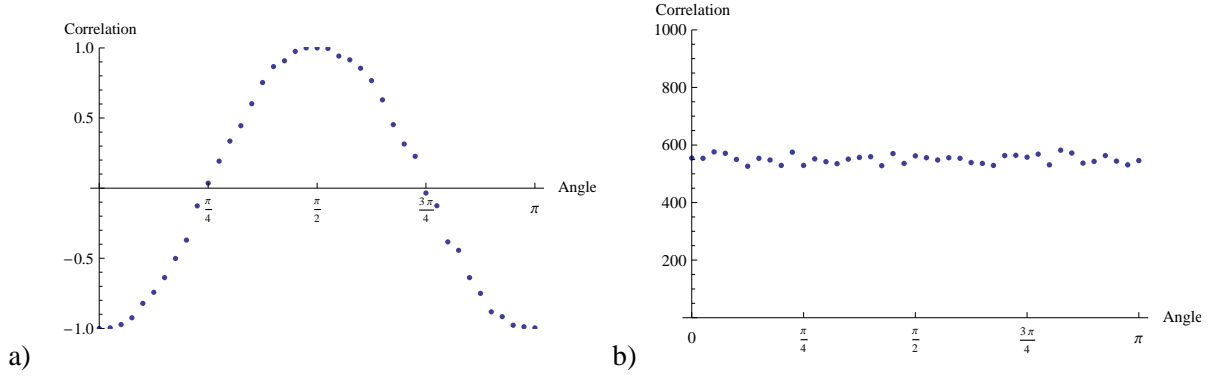 Correlation
1.0
0.5
−0.5
−1.0
π/4
π/2
3π/4
π
Angle
a)
Correlation
1000
800
600
400
200
0
π/4
π/2
3π/4
π
Angle
b)